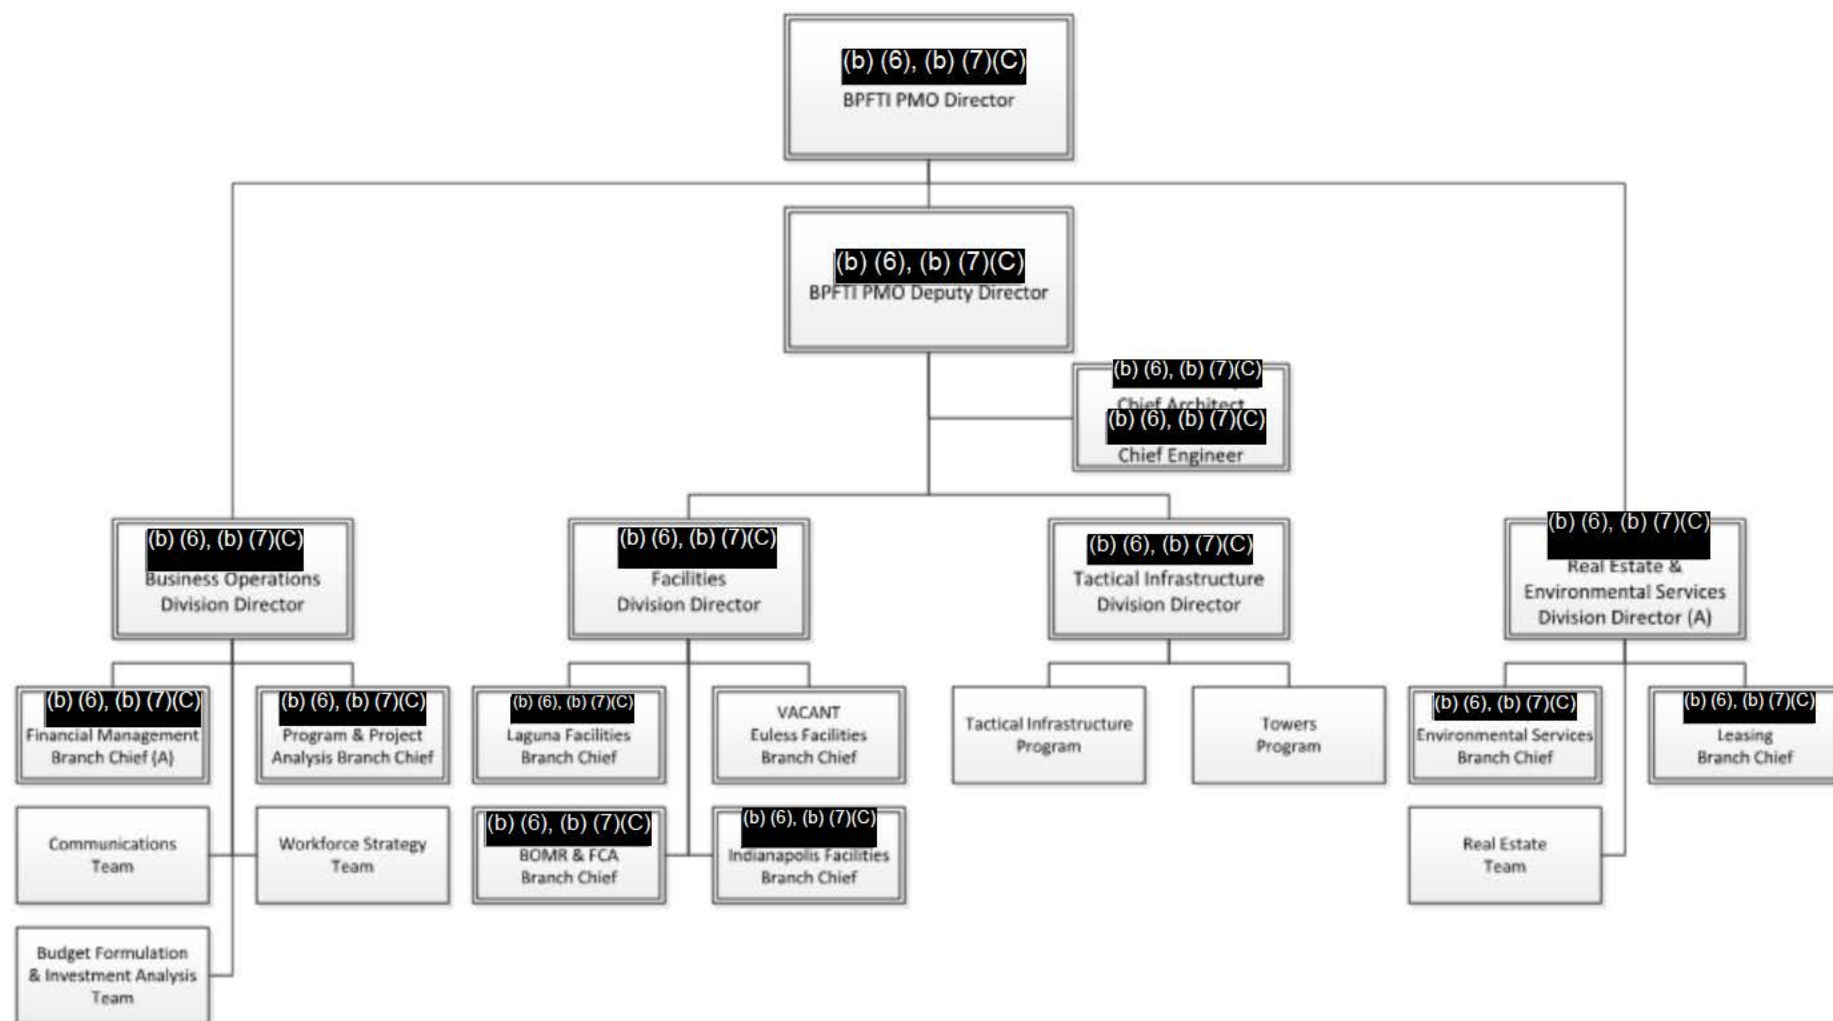 (b) (6), (b) (7)(C)
BPFTI PMO Director
(b) (6), (b) (7)(C)
BPFTI PMO Deputy Director
(b) (6), (b) (7)(C)
Chief Architect
(b) (6), (b) (7)(C)
Chief Engineer
(b) (6), (b) (7)(C)
Business Operations
Division Director
(b) (6), (b) (7)(C)
Facilities
Division Director
(b) (6), (b) (7)(C)
Tactical Infrastructure
Division Director
(b) (6), (b) (7)(C)
Real Estate &
Environmental Services
Division Director (A)
(b) (6), (b) (7)(C)
Financial Management
Branch Chief (A)
(b) (6), (b) (7)(C)
Program & Project
Analysis Branch Chief
(b) (6), (b) (7)(C)
Laguna Facilities
Branch Chief
VACANT
Euless Facilities
Branch Chief
Tactical Infrastructure
Program
Towers
Program
(b) (6), (b) (7)(C)
Environmental Services
Branch Chief
(b) (6), (b) (7)(C)
Leasing
Branch Chief
Communications
Team
Workforce Strategy
Team
(b) (6), (b) (7)(C)
BOMR & FCA
Branch Chief
(b) (6), (b) (7)(C)
Indianapolis Facilities
Branch Chief
Real Estate
Team
Budget Formulation
& Investment Analysis
Team